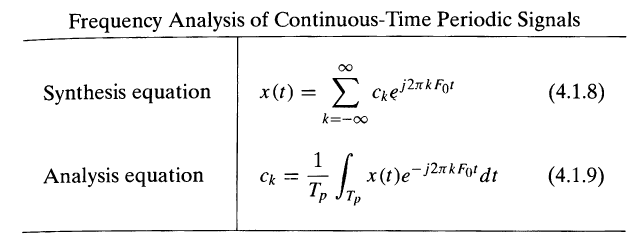 Frequency Analysis of Continuous-Time Periodic Signals
Synthesis equation x(t) = ∑_{k=-∞}^{∞} c_k e^{j2πkF_0t} (4.1.8)
Analysis equation c_k = \frac{1}{T_p} ∫_{T_p} x(t)e^{-j2πkF_0t} dt (4.1.9)